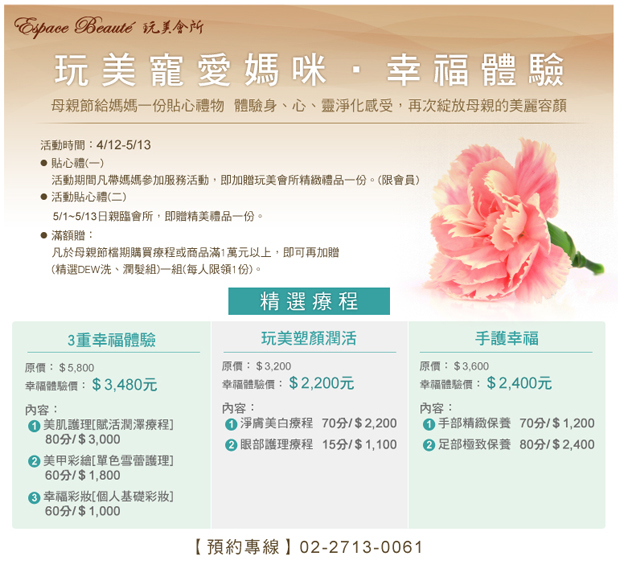 Espace Beauté 玩美會所
玩美寵愛媽咪・幸福體驗
母親節給媽媽一份貼心禮物 體驗身、心、靈淨化感受，再次綻放母親的美麗容顏
活動時間：4/12-5/13
● 貼心禮(一)
活動期間凡帶媽媽參加服務活動，即加贈玩美會所精緻禮品一份。(限會員)
● 活動貼心禮(二)
5/1~5/13日親臨會所，即贈精美禮品一份。
● 滿額贈：
凡於母親節檔期購買療程或商品滿1萬元以上，即可再加贈
(精選DEW洗、潤髮組)一組(每人限領1份)。
精選療程
3重幸福體驗
原價：$5,800
幸福體驗價：$3,480元
內容：
1 美肌護理[賦活潤澤療程]
80分/$3,000
2 美甲彩繪[單色雪蕾護理]
60分/$1,800
3 幸福彩妝[個人基礎彩妝]
60分/$1,000
玩美塑顏潤活
原價：$3,200
幸福體驗價：$2,200元
內容：
1 淨膚美白療程 70分/$2,200
2 眼部護理療程 15分/$1,100
手護幸福
原價：$3,600
幸福體驗價：$2,400元
內容：
1 手部精緻保養 70分/$1,200
2 足部極致保養 80分/$2,400
【預約專線】02-2713-0061